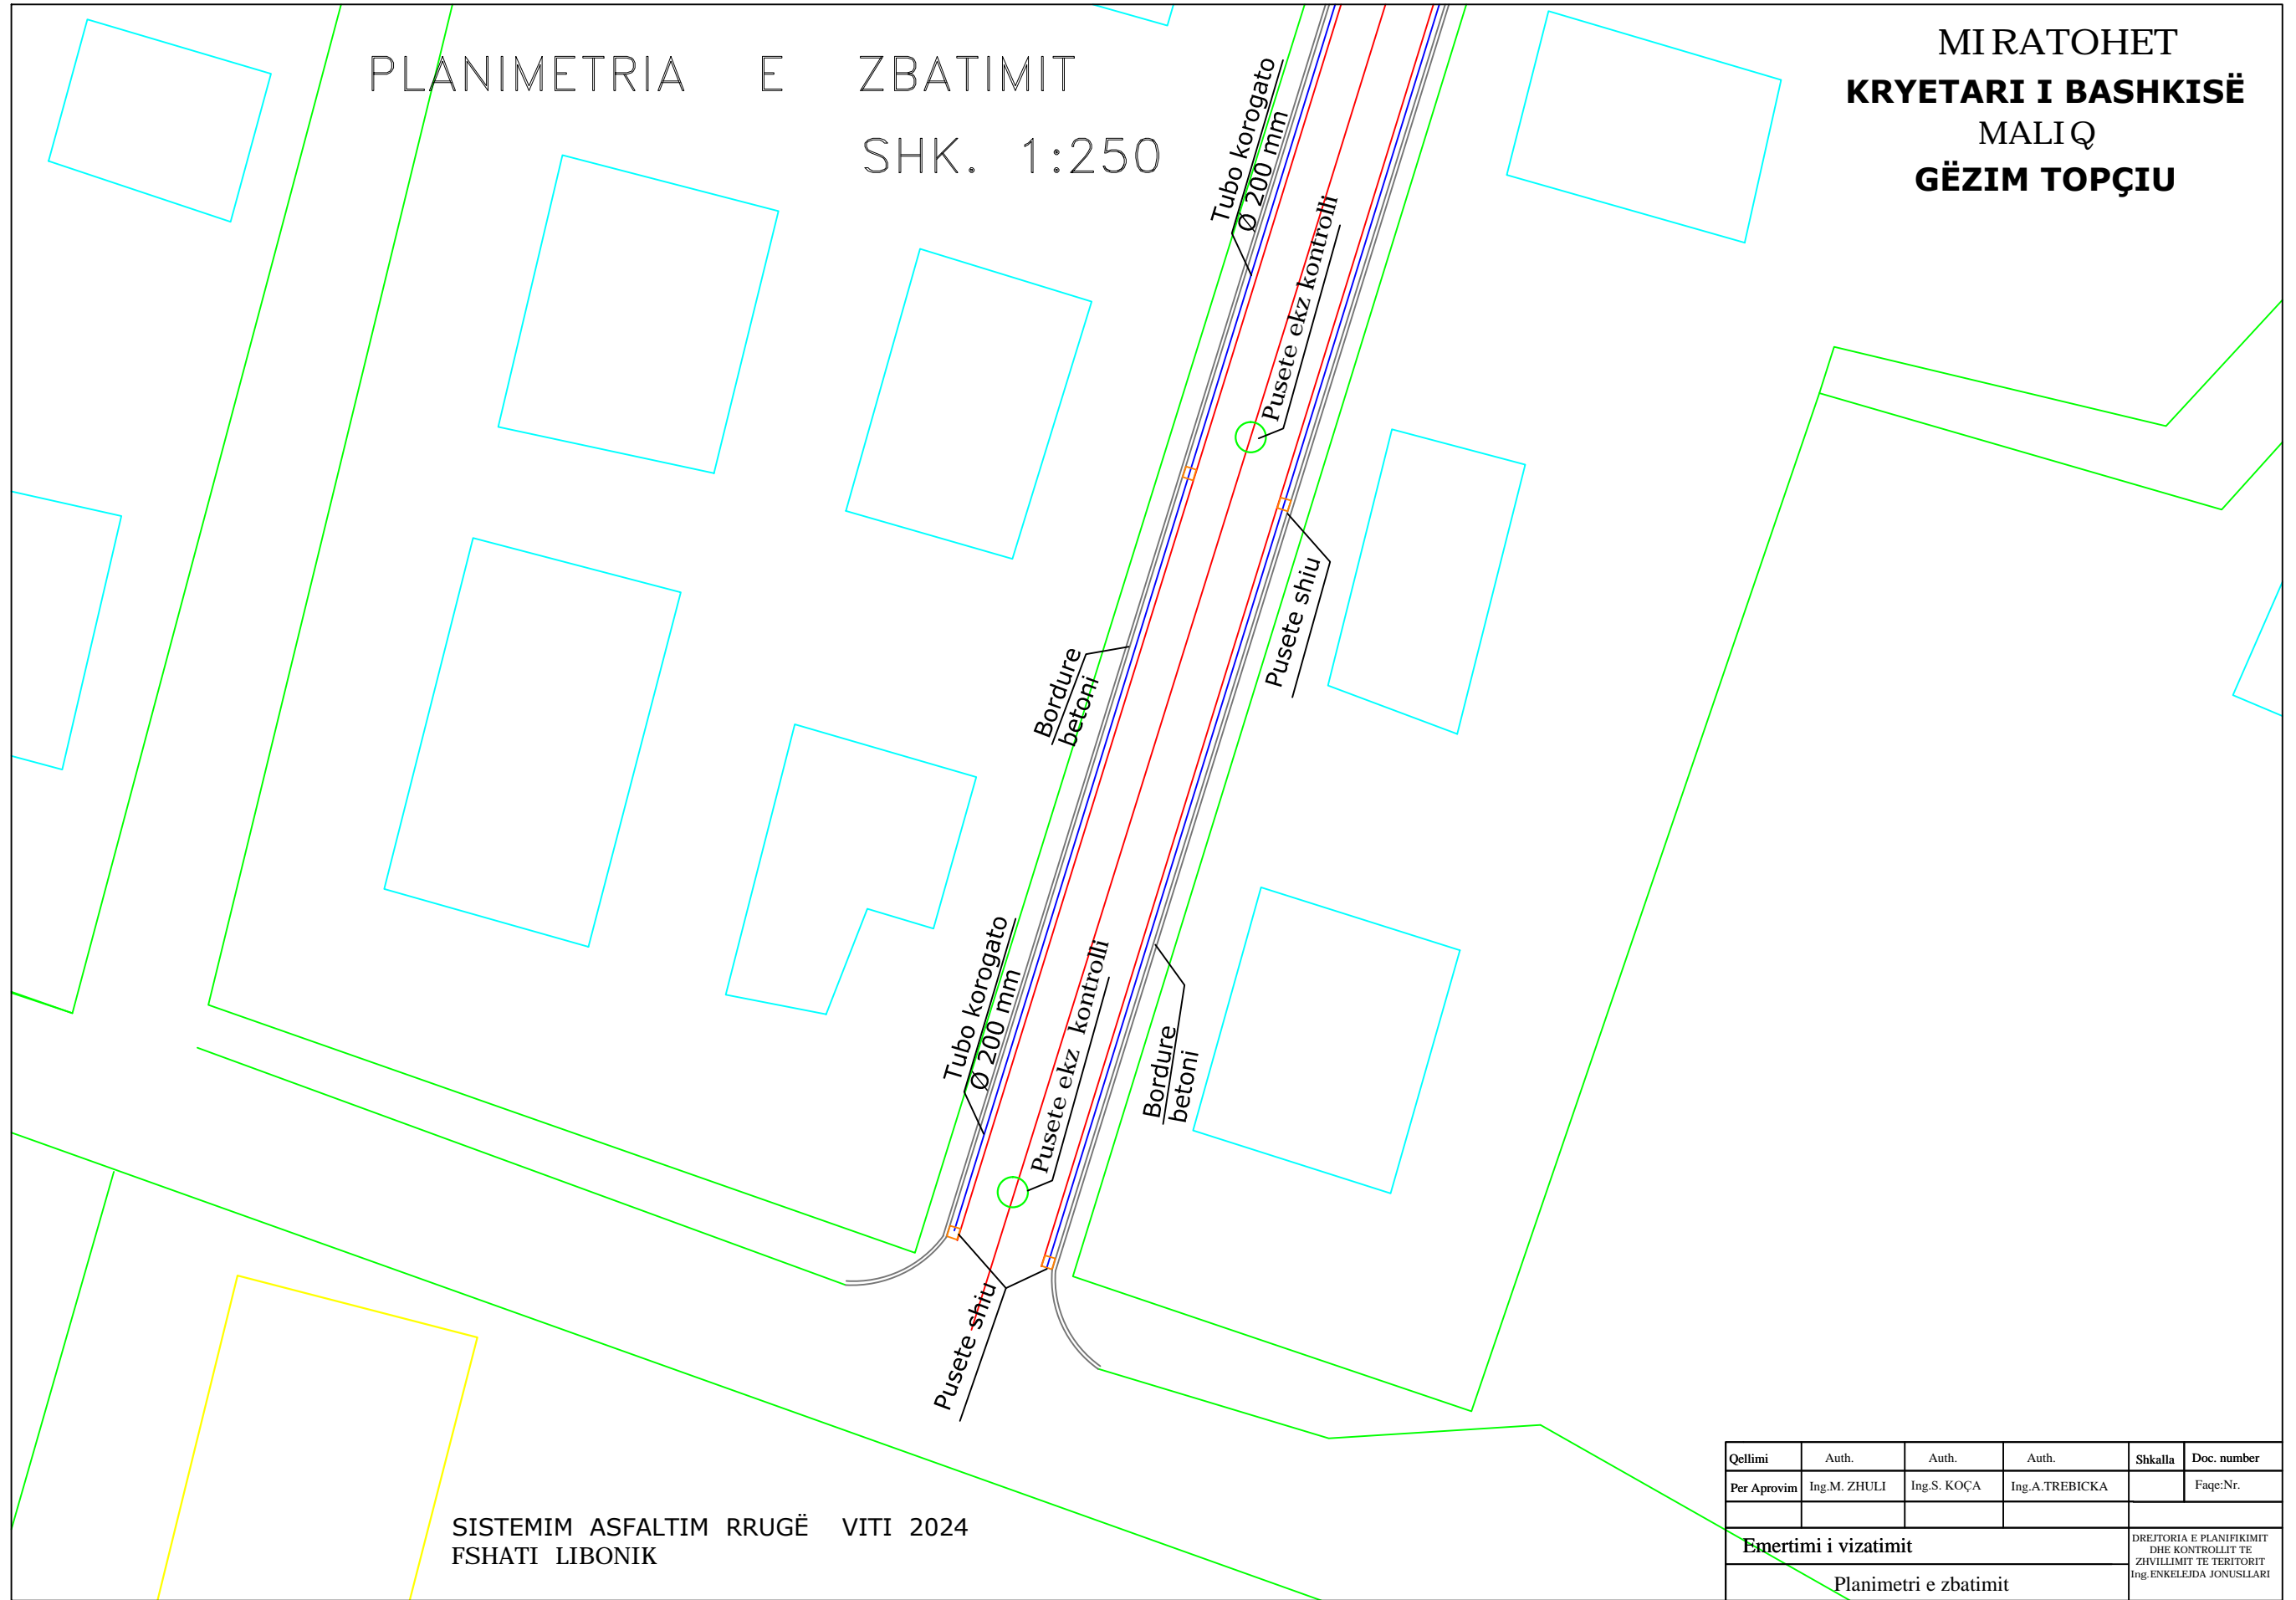 PLANIMETRIA E ZBATIMIT
SHK. 1:250
MIRATOHET
KRYETARI I BASHKISË
MALIQ
GËZIM TOPÇIU
Tubo korogato
Ø 200 mm
Pusete ekz kontrolli
Pusete shiu
Bordure
betoni
Tubo korogato
Ø 200 mm
Pusete ekz kontrolli
Bordure
betoni
Pusete shiu
SISTEMIM ASFALTIM RRUGË VITI 2024
FSHATI LIBONIK
Qellimi Auth. Auth. Auth. Shkalla Doc. number
Per Aprovim Ing.M. ZHULI Ing.S. KOÇA Ing.A.TREBICKA Faqe:Nr.
Emertimi i vizatimit
Planimetri e zbatimit
DREJTORIA E PLANIFIKIMIT
DHE KONTROLLIT TE
ZHVILLIMIT TE TERITORIT
Ing.ENKELEJDA JONUSLLARI